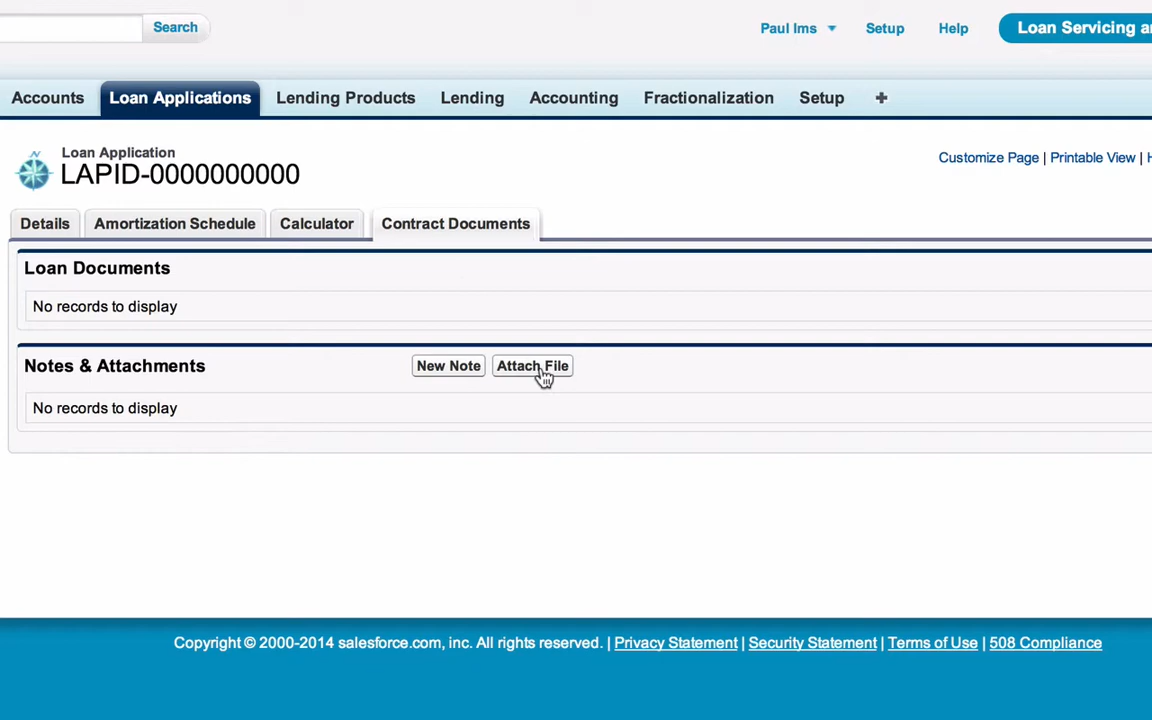 Search
Paul Ims
Setup
Help
Loan Servicing
Accounts
Loan Applications
Lending Products
Lending
Accounting
Fractionalization
Setup
+
Loan Application
LAPID-0000000000
Customize Page | Printable View |
Details
Amortization Schedule
Calculator
Contract Documents
Loan Documents
No records to display
Notes & Attachments
New Note
Attach File
No records to display
Copyright © 2000-2014 salesforce.com, inc. All rights reserved. | Privacy Statement | Security Statement | Terms of Use | 508 Compliance